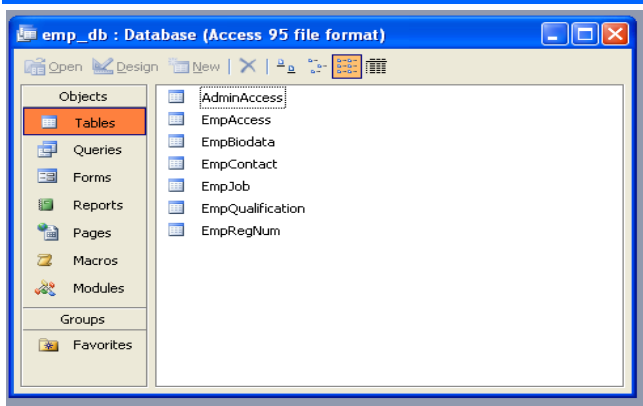 emp_db : Database (Access 95 file format)
Open Design New
Objects
Tables
Queries
Forms
Reports
Pages
Macros
Modules
Groups
Favorites
AdminAccess
EmpAccess
EmpBiodata
EmpContact
EmpJob
EmpQualification
EmpRegNum